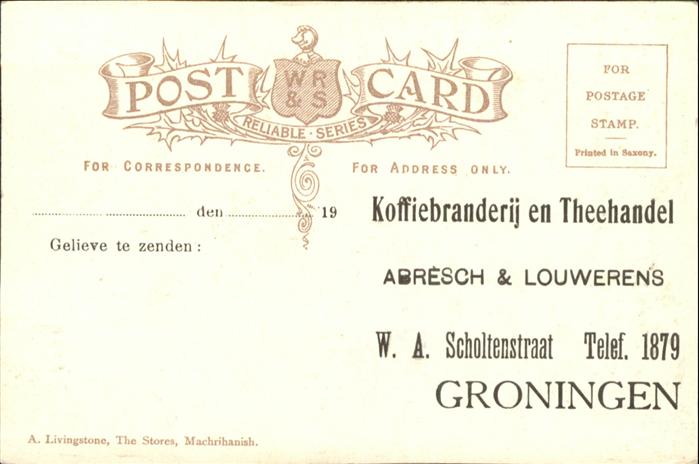 POST CARD
WR
& S
RELIABLE · SERIES
FOR
POSTAGE
STAMP.
Printed in Saxony.
FOR CORRESPONDENCE.
FOR ADDRESS ONLY.
den 19
Gelieve te zenden :
Koffiebranderij en Theehandel
ABRESCH & LOUWERENS
W. A. Scholtenstraat Telef. 1879
GRONINGEN
A. Livingstone, The Stores, Machrihanish.